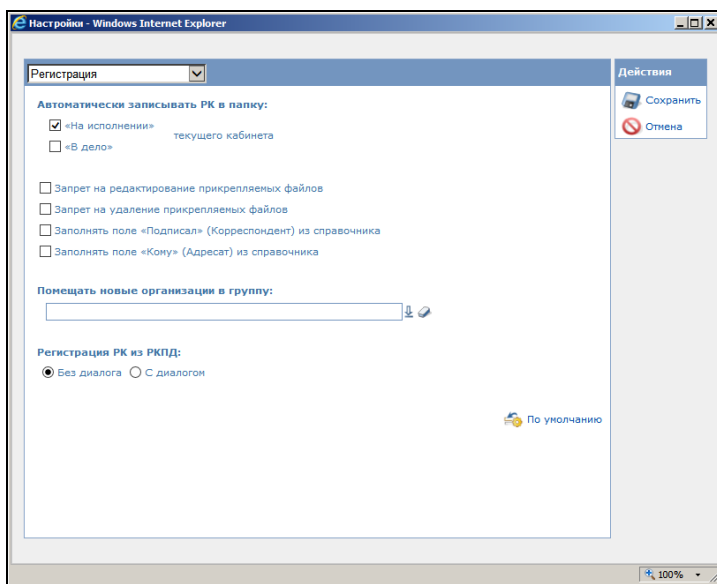 Настройки - Windows Internet Explorer
Регистрация
Действия
Сохранить
Отмена
Автоматически записывать РК в папку:
«На исполнении»
текущего кабинета
«В дело»
Запрет на редактирование прикрепляемых файлов
Запрет на удаление прикрепляемых файлов
Заполнять поле «Подписал» (Корреспондент) из справочника
Заполнять поле «Кому» (Адресат) из справочника
Помещать новые организации в группу:
Регистрация РК из РКПД:
Без диалога С диалогом
По умолчанию
100%